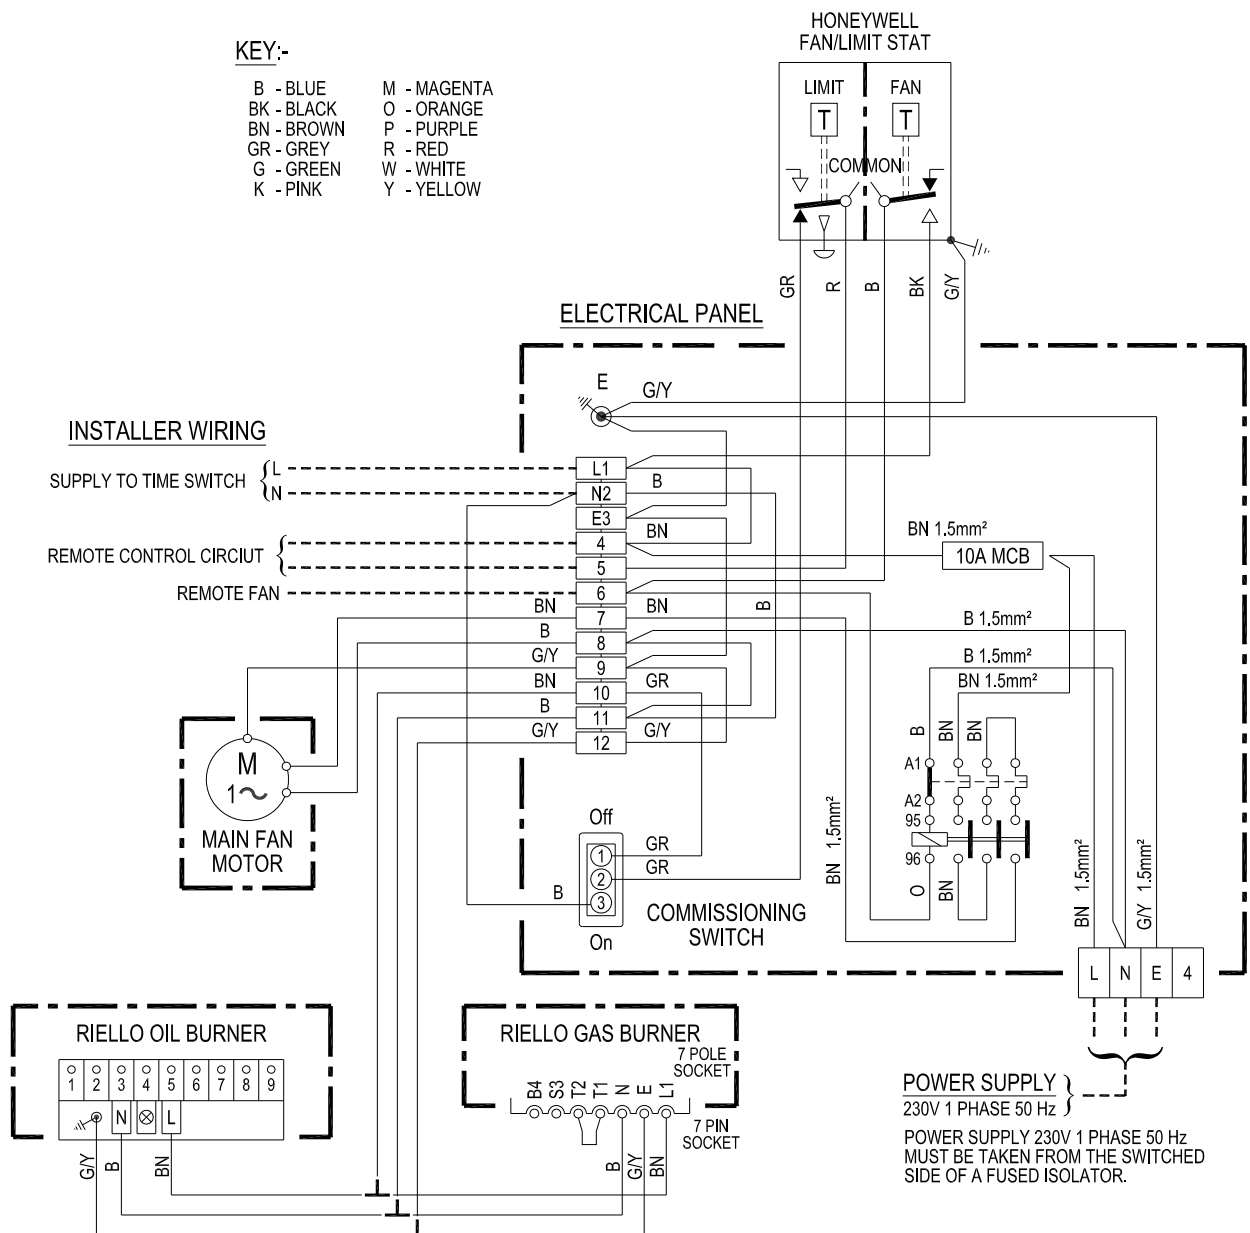 HONEYWELL
FAN/LIMIT STAT
KEY:-
B - BLUE
BK - BLACK
BN - BROWN
GR - GREY
G - GREEN
K - PINK
M - MAGENTA
O - ORANGE
P - PURPLE
R - RED
W - WHITE
Y - YELLOW
LIMIT
FAN
T
T
COMMON
GR
R
B
BK
G/Y
ELECTRICAL PANEL
E
G/Y
INSTALLER WIRING
SUPPLY TO TIME SWITCH
L
N
REMOTE CONTROL CIRCIUT
REMOTE FAN
L1
N2
E3
4
5
6
7
8
9
10
11
12
B
BN
BN
B
BN
B
G/Y
BN
B
G/Y
GR
G/Y
BN 1.5mm²
10A MCB
B 1.5mm²
B 1.5mm²
BN 1.5mm²
B
BN
BN
A1
A2
95
96
O
BN
BN 1.5mm²
BN 1.5mm²
G/Y 1.5mm²
M
1~
MAIN FAN
MOTOR
Off
1
2
3
On
GR
GR
B
COMMISSIONING
SWITCH
L
N
E
4
RIELLO OIL BURNER
1
2
3
4
5
6
7
8
9
N
L
G/Y
B
BN
RIELLO GAS BURNER
7 POLE
SOCKET
B4
S3
T2
T1
N
E
L1
7 PIN
SOCKET
B
G/Y
BN
POWER SUPPLY
230V 1 PHASE 50 Hz
POWER SUPPLY 230V 1 PHASE 50 Hz
MUST BE TAKEN FROM THE SWITCHED
SIDE OF A FUSED ISOLATOR.